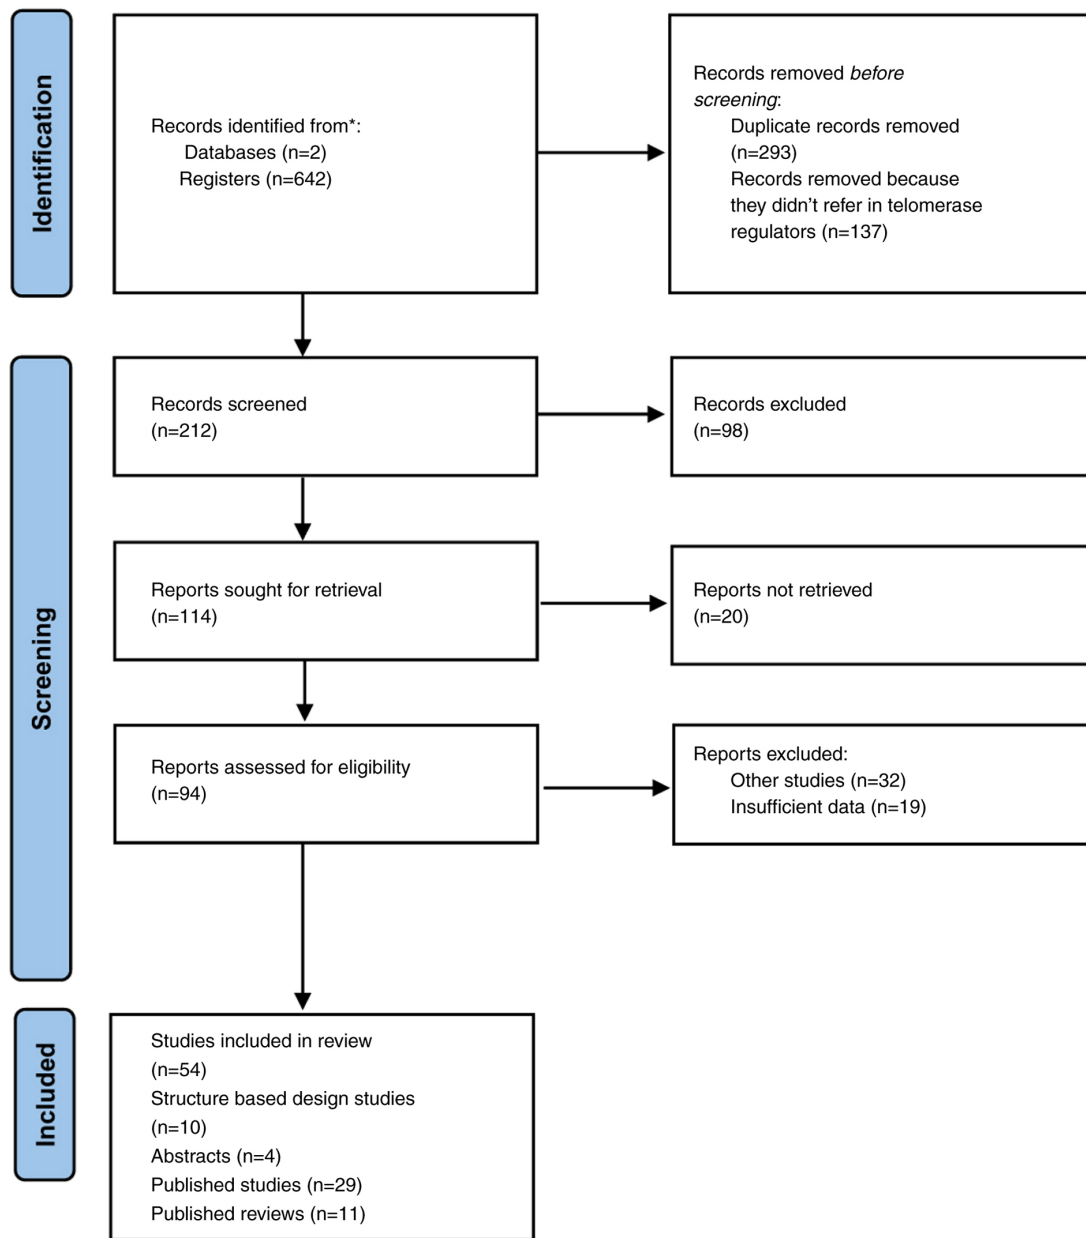 Identification
Records identified from*:
Databases (n=2)
Registers (n=642)
Records removed before
screening:
Duplicate records removed
(n=293)
Records removed because
they didn't refer in telomerase
regulators (n=137)
Screening
Records screened
(n=212)
Records excluded
(n=98)
Reports sought for retrieval
(n=114)
Reports not retrieved
(n=20)
Reports assessed for eligibility
(n=94)
Reports excluded:
Other studies (n=32)
Insufficient data (n=19)
Included
Studies included in review
(n=54)
Structure based design studies
(n=10)
Abstracts (n=4)
Published studies (n=29)
Published reviews (n=11)